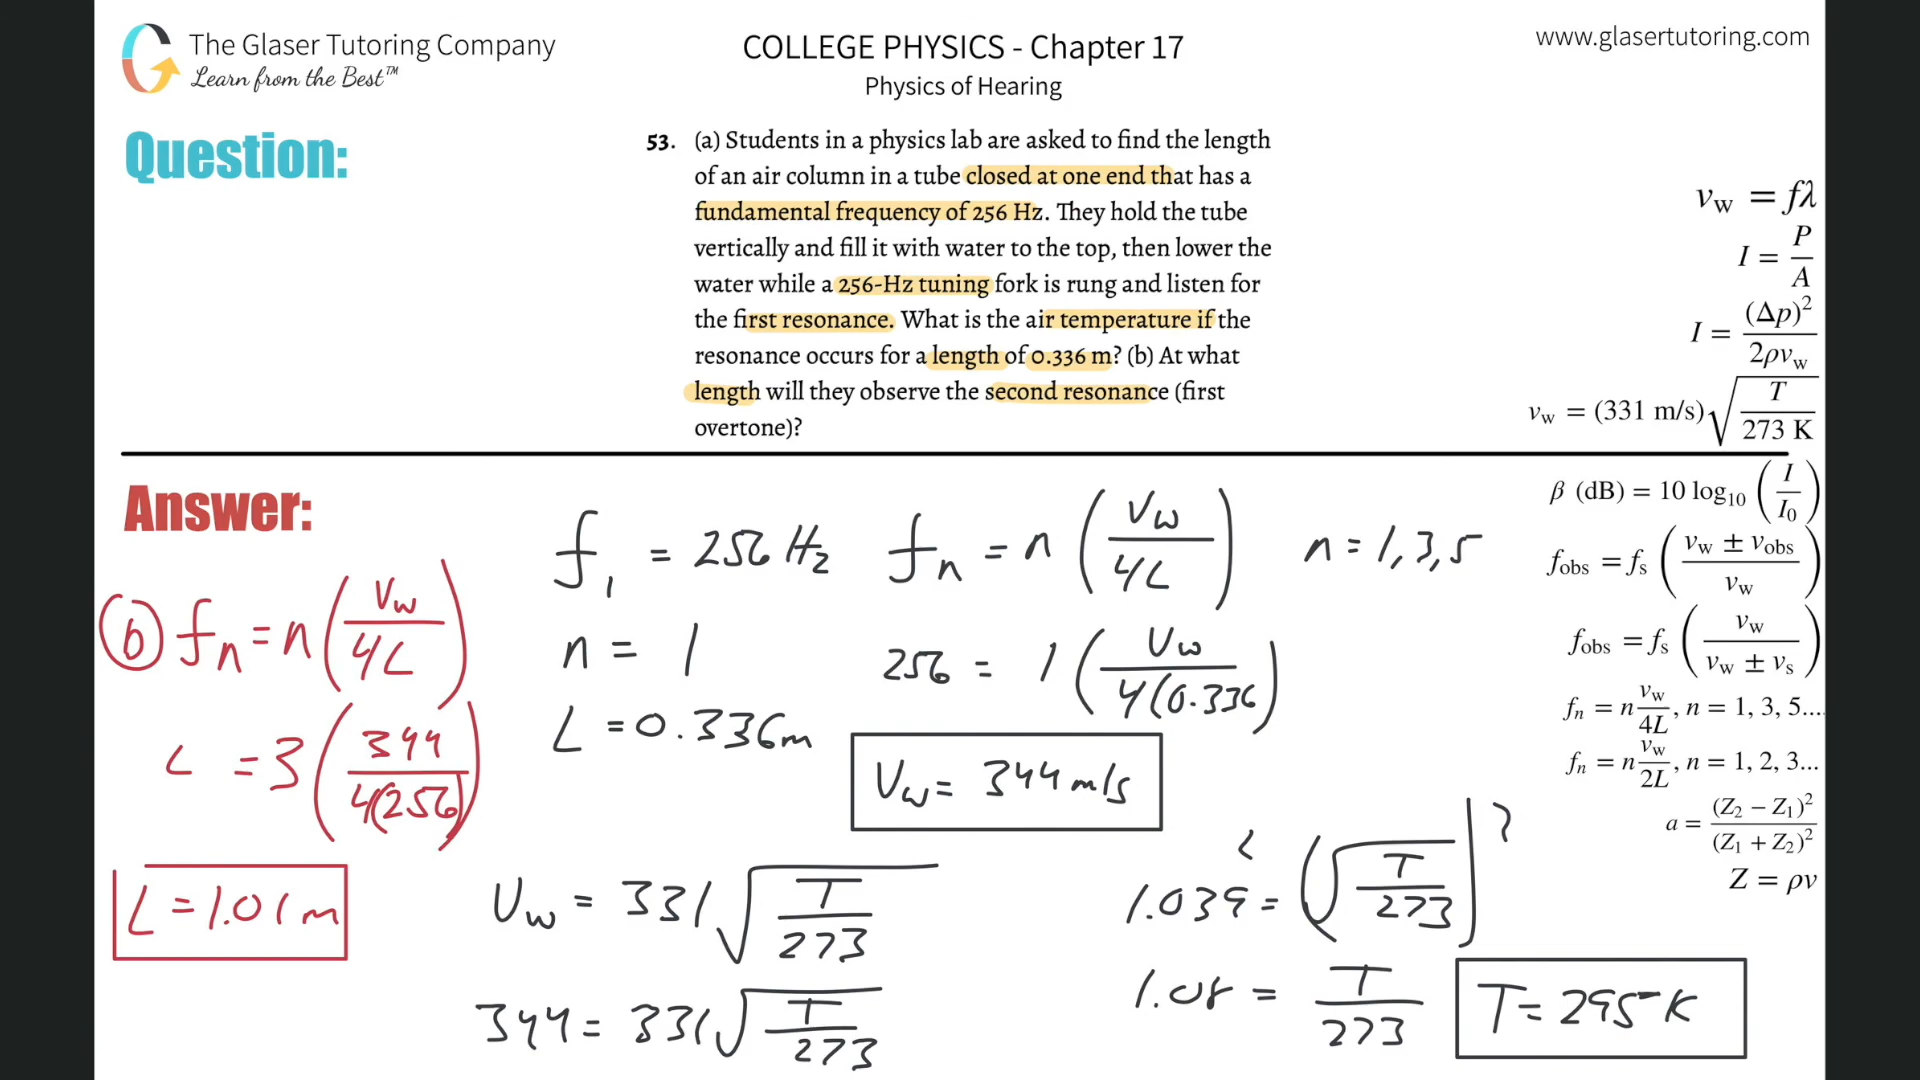 The Glaser Tutoring Company
Learn from the Best™
COLLEGE PHYSICS - Chapter 17
Physics of Hearing
www.glasertutoring.com
Question:
53. (a) Students in a physics lab are asked to find the length
of an air column in a tube closed at one end that has a
fundamental frequency of 256 Hz. They hold the tube
vertically and fill it with water to the top, then lower the
water while a 256-Hz tuning fork is rung and listen for
the first resonance. What is the air temperature if the
resonance occurs for a length of 0.336 m? (b) At what
length will they observe the second resonance (first
overtone)?
v_w = fλ
I = P/A
I = (Δp)²/2ρv_w
v_w = (331 m/s)√(T/273 K)
β (dB) = 10 log₁₀ (I/I₀)
f_obs = f_s ((v_w ± v_obs)/v_w)
f_obs = f_s (v_w/(v_w ± v_s))
f_n = n v_w/4L, n = 1, 3, 5...
f_n = n v_w/2L, n = 1, 2, 3...
a = (Z₂ − Z₁)²/(Z₁ + Z₂)²
Z = ρv
Answer:
f₁ = 256 Hz
n = 1
L = 0.336m
f_n = n (V_w/4L) n = 1, 3, 5
256 = 1 (V_w/4(0.336)
V_w = 344 m/s
V_w = 331√(T/273)
344 = 331√(T/273)
1.039² = (√(T/273))²
1.08 = T/273
T = 295 K
(b) f_n = n (V_w/4L)
L = 3 (344/4(256))
L = 1.01 m